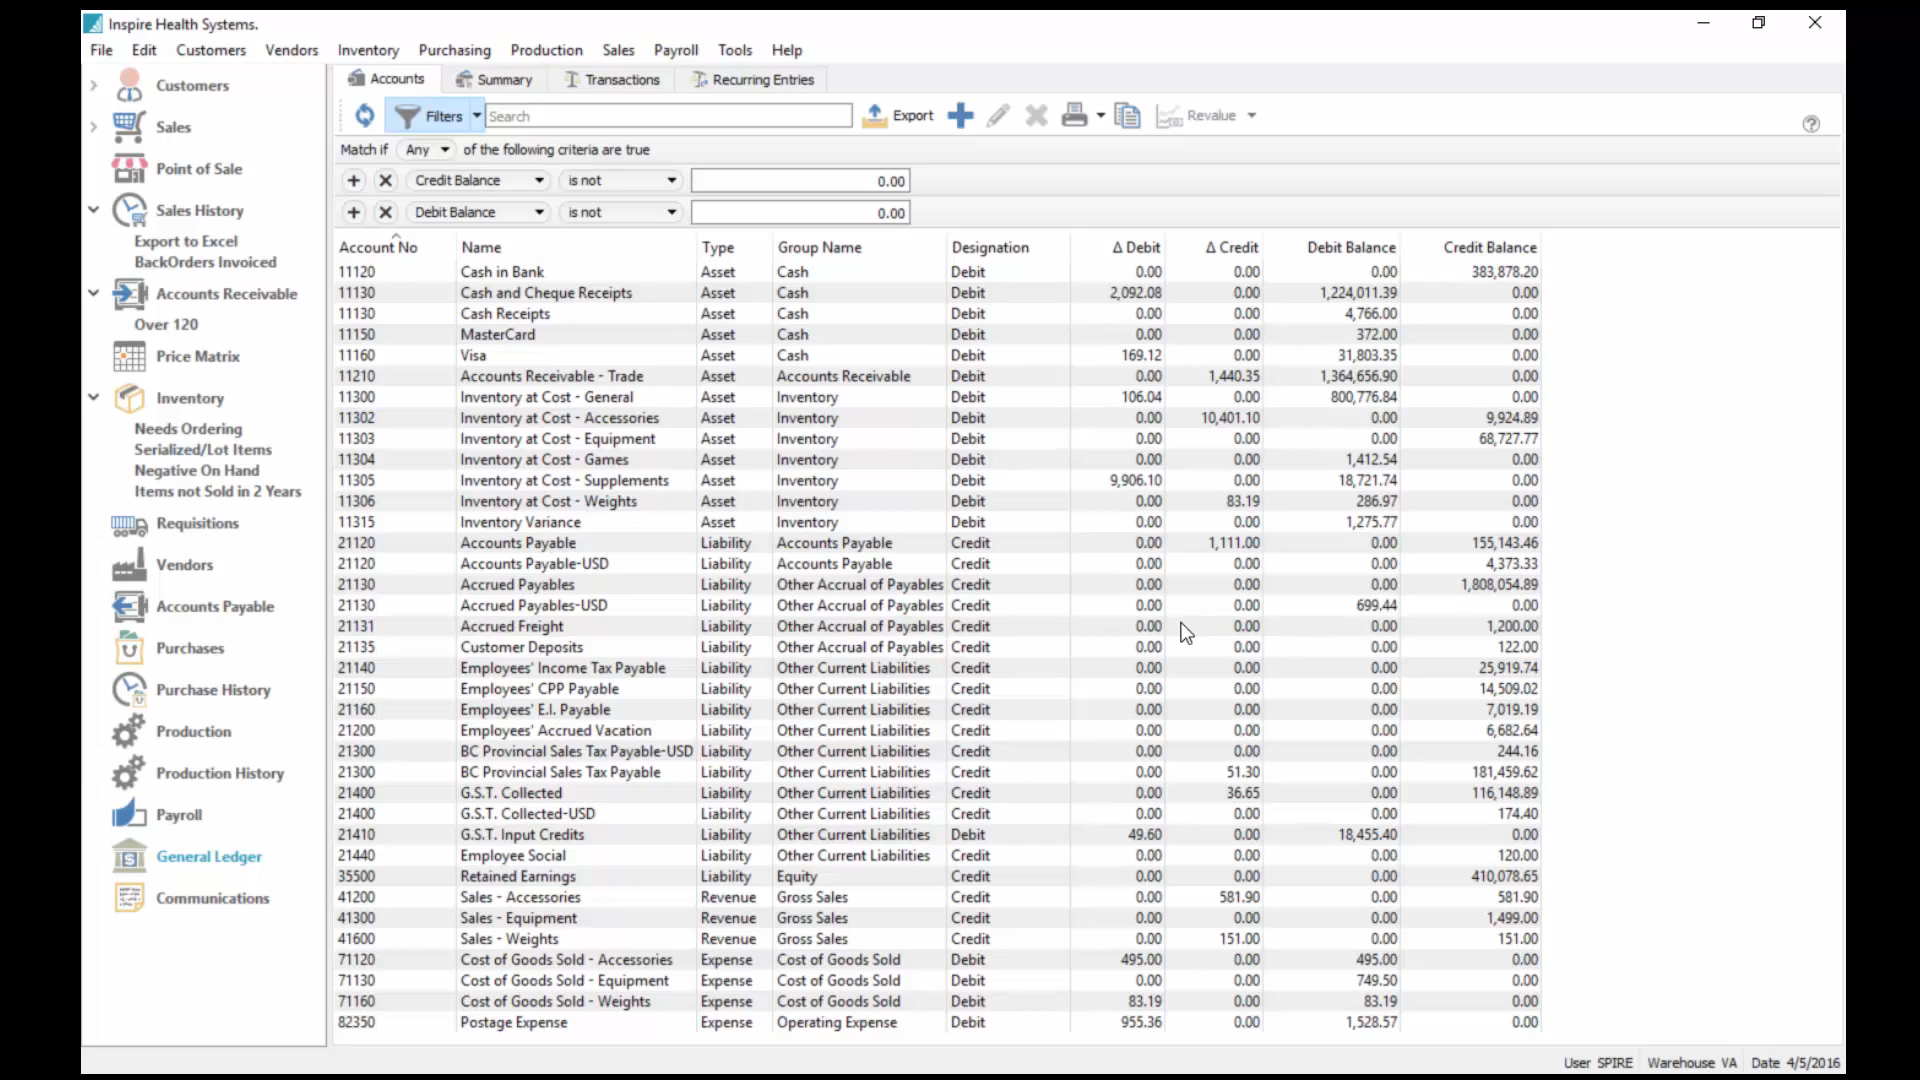 Inspire Health Systems.
File Edit Customers Vendors Inventory Purchasing Production Sales Payroll Tools Help
Customers
Sales
Point of Sale
Sales History
Export to Excel
BackOrders Invoiced
Accounts Receivable
Over 120
Price Matrix
Inventory
Needs Ordering
Serialized/Lot Items
Negative On Hand
Items not Sold in 2 Years
Requisitions
Vendors
Accounts Payable
Purchases
Purchase History
Production
Production History
Payroll
General Ledger
Communications
Accounts Summary Transactions Recurring Entries
Filters Search Export Revalue
Match if Any of the following criteria are true
Credit Balance is not 0.00
Debit Balance is not 0.00
Account No Name Type Group Name Designation Δ Debit Δ Credit Debit Balance Credit Balance
11120 Cash in Bank Asset Cash Debit 0.00 0.00 0.00 383,878.20
11130 Cash and Cheque Receipts Asset Cash Debit 2,092.08 0.00 1,224,011.39 0.00
11130 Cash Receipts Asset Cash Debit 0.00 0.00 4,766.00 0.00
11150 MasterCard Asset Cash Debit 0.00 0.00 372.00 0.00
11160 Visa Asset Cash Debit 169.12 0.00 31,803.35 0.00
11210 Accounts Receivable - Trade Asset Accounts Receivable Debit 0.00 1,440.35 1,364,656.90 0.00
11300 Inventory at Cost - General Asset Inventory Debit 106.04 0.00 800,776.84 0.00
11302 Inventory at Cost - Accessories Asset Inventory Debit 0.00 10,401.10 0.00 9,924.89
11303 Inventory at Cost - Equipment Asset Inventory Debit 0.00 0.00 0.00 68,727.77
11304 Inventory at Cost - Games Asset Inventory Debit 0.00 0.00 1,412.54 0.00
11305 Inventory at Cost - Supplements Asset Inventory Debit 9,906.10 0.00 18,721.74 0.00
11306 Inventory at Cost - Weights Asset Inventory Debit 0.00 83.19 286.97 0.00
11315 Inventory Variance Asset Inventory Debit 0.00 0.00 1,275.77 0.00
21120 Accounts Payable Liability Accounts Payable Credit 0.00 1,111.00 0.00 155,143.46
21120 Accounts Payable-USD Liability Accounts Payable Credit 0.00 0.00 0.00 4,373.33
21130 Accrued Payables Liability Other Accrual of Payables Credit 0.00 0.00 0.00 1,808,054.89
21130 Accrued Payables-USD Liability Other Accrual of Payables Credit 0.00 0.00 699.44 0.00
21131 Accrued Freight Liability Other Accrual of Payables Credit 0.00 0.00 0.00 1,200.00
21135 Customer Deposits Liability Other Accrual of Payables Credit 0.00 0.00 0.00 122.00
21140 Employees' Income Tax Payable Liability Other Current Liabilities Credit 0.00 0.00 0.00 25,919.74
21150 Employees' CPP Payable Liability Other Current Liabilities Credit 0.00 0.00 0.00 14,509.02
21160 Employees' E.I. Payable Liability Other Current Liabilities Credit 0.00 0.00 0.00 7,019.19
21200 Employees' Accrued Vacation Liability Other Current Liabilities Credit 0.00 0.00 0.00 6,682.64
21300 BC Provincial Sales Tax Payable-USD Liability Other Current Liabilities Credit 0.00 0.00 0.00 244.16
21300 BC Provincial Sales Tax Payable Liability Other Current Liabilities Credit 0.00 51.30 0.00 181,459.62
21400 G.S.T. Collected Liability Other Current Liabilities Credit 0.00 36.65 0.00 116,148.89
21400 G.S.T. Collected-USD Liability Other Current Liabilities Credit 0.00 0.00 0.00 174.40
21410 G.S.T. Input Credits Liability Other Current Liabilities Debit 49.60 0.00 18,455.40 0.00
21440 Employee Social Liability Other Current Liabilities Credit 0.00 0.00 0.00 120.00
35500 Retained Earnings Liability Equity Credit 0.00 0.00 0.00 410,078.65
41200 Sales - Accessories Revenue Gross Sales Credit 0.00 581.90 0.00 581.90
41300 Sales - Equipment Revenue Gross Sales Credit 0.00 0.00 0.00 1,499.00
41600 Sales - Weights Revenue Gross Sales Credit 0.00 151.00 0.00 151.00
71120 Cost of Goods Sold - Accessories Expense Cost of Goods Sold Debit 495.00 0.00 495.00 0.00
71130 Cost of Goods Sold - Equipment Expense Cost of Goods Sold Debit 0.00 0.00 749.50 0.00
71160 Cost of Goods Sold - Weights Expense Cost of Goods Sold Debit 83.19 0.00 83.19 0.00
82350 Postage Expense Expense Operating Expense Debit 955.36 0.00 1,528.57 0.00
User SPIRE Warehouse VA Date 4/5/2016